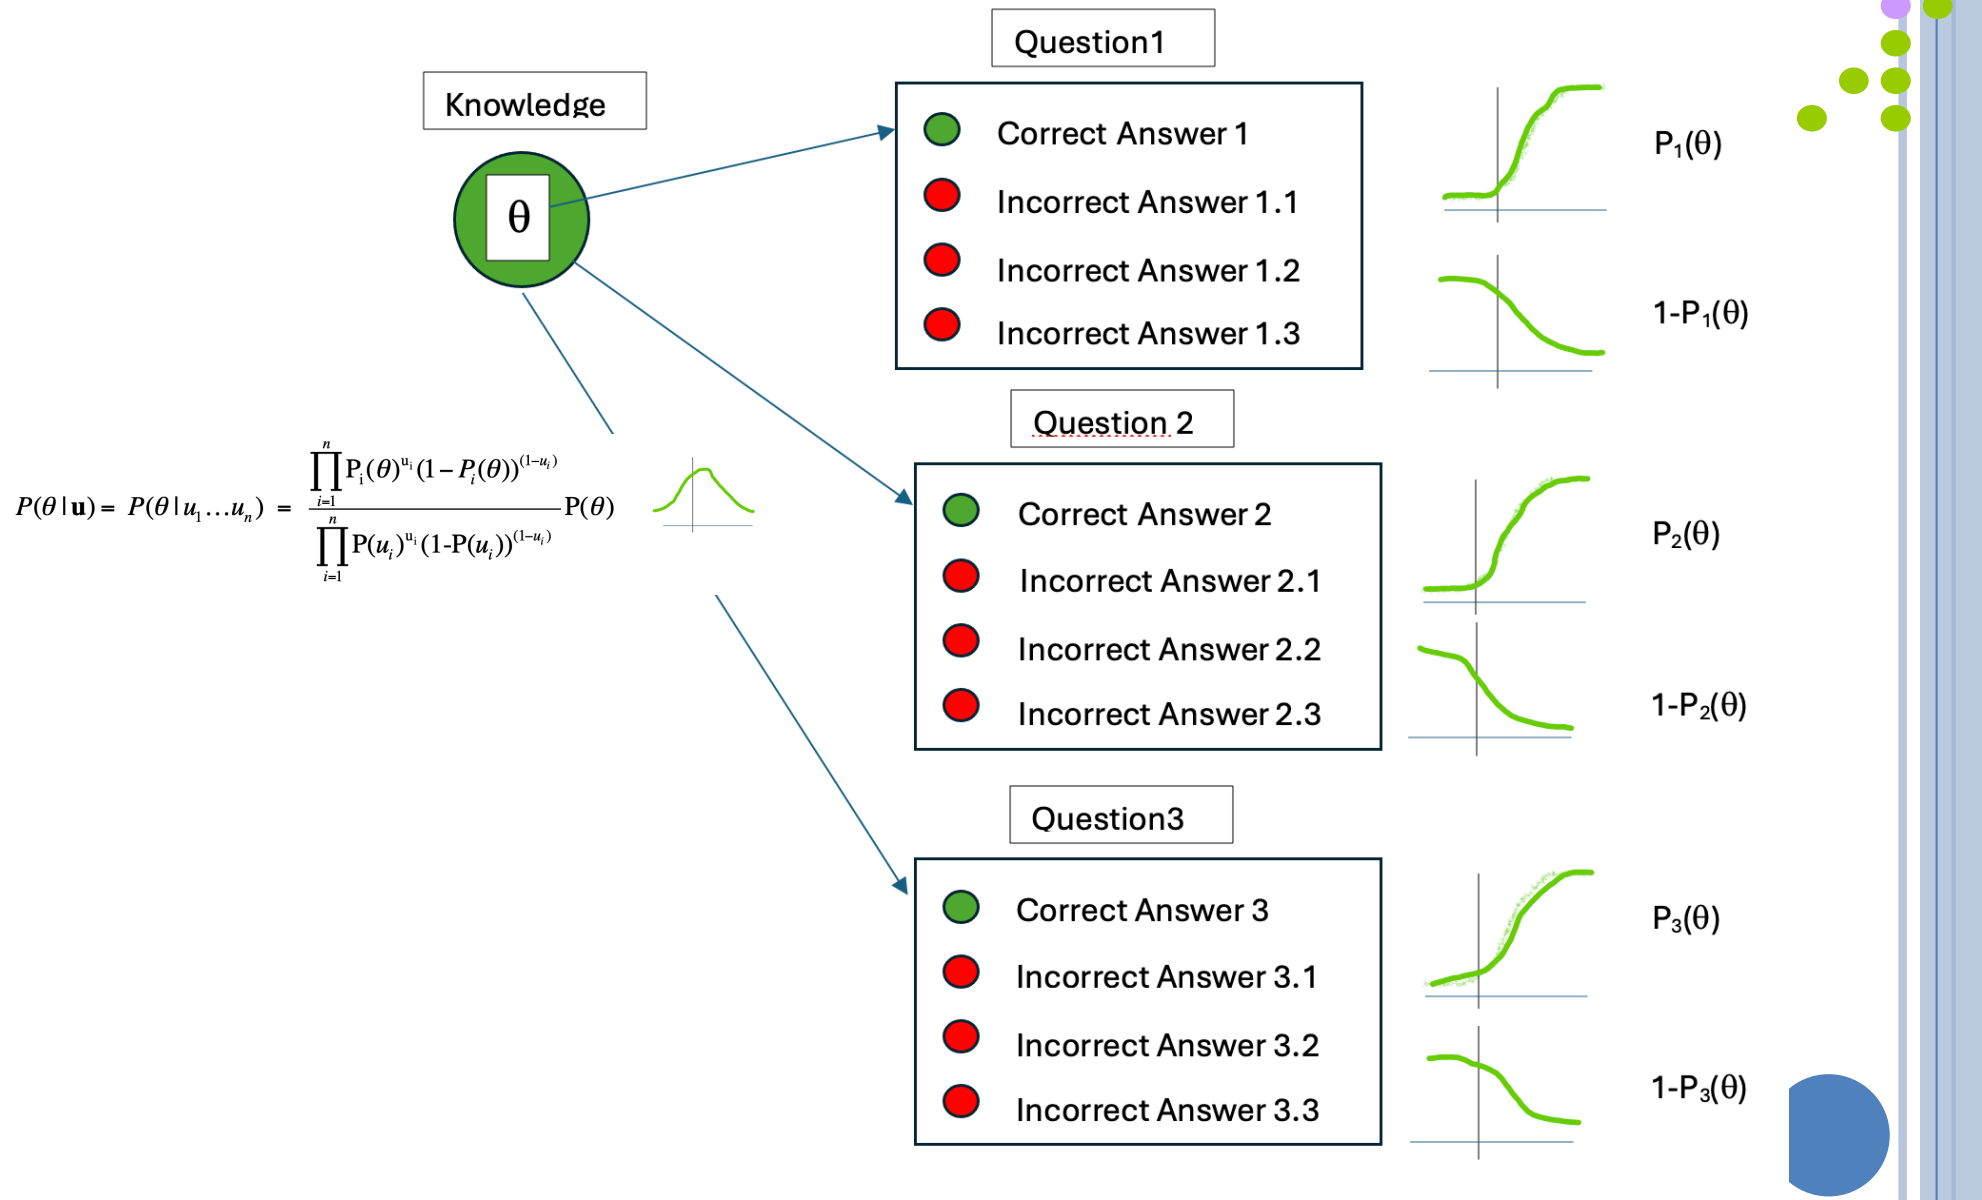 Knowledge
θ
P(θ|u) = P(θ|u₁…uₙ) = ∏ⁿᵢ₌₁ Pᵢ(θ)^uᵢ (1 – Pᵢ(θ))^(1–uᵢ) / ∏ⁿᵢ₌₁ P(uᵢ)^uᵢ (1-P(uᵢ))^(1–uᵢ) P(θ)
Question1
Correct Answer 1
Incorrect Answer 1.1
Incorrect Answer 1.2
Incorrect Answer 1.3
P₁(θ)
1-P₁(θ)
Question 2
Correct Answer 2
Incorrect Answer 2.1
Incorrect Answer 2.2
Incorrect Answer 2.3
P₂(θ)
1-P₂(θ)
Question3
Correct Answer 3
Incorrect Answer 3.1
Incorrect Answer 3.2
Incorrect Answer 3.3
P₃(θ)
1-P₃(θ)